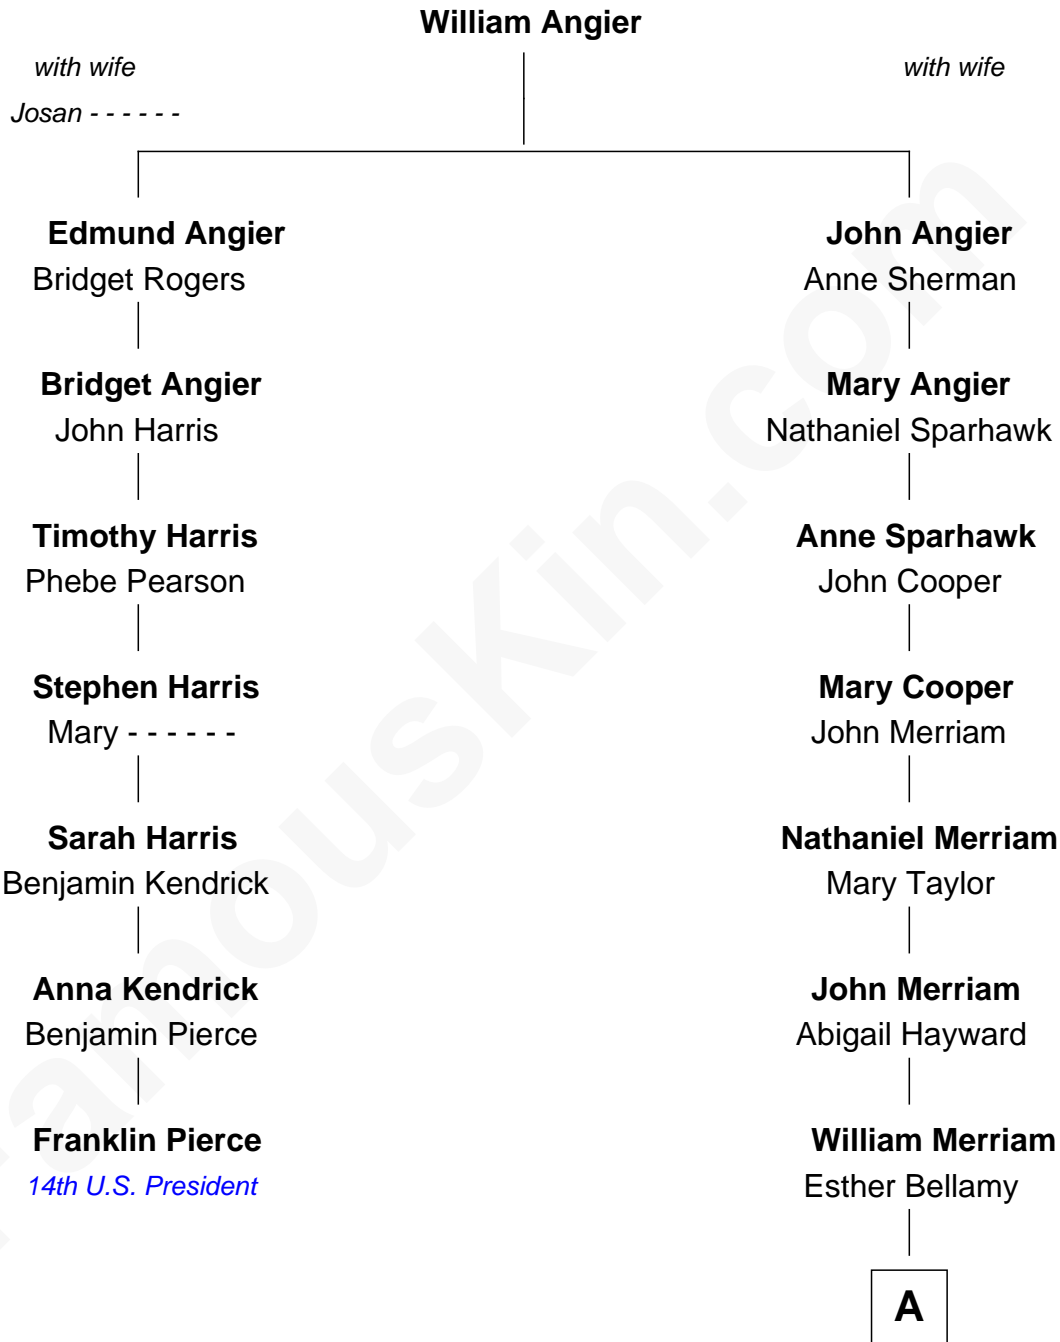 William Angier
with wife
with wife
Josan - - - - - -
Edmund Angier
John Angier
Bridget Rogers
Anne Sherman
Bridget Angier
Mary Angier
John Harris
Nathaniel Sparhawk
Timothy Harris
Anne Sparhawk
Phebe Pearson
John Cooper
Stephen Harris
Mary Cooper
Mary - - - - - -
John Merriam
Sarah Harris
Nathaniel Merriam
Benjamin Kendrick
Mary Taylor
Anna Kendrick
John Merriam
Benjamin Pierce
Abigail Hayward
Franklin Pierce
William Merriam
14th U.S. President
Esther Bellamy
A
FamousKin.com